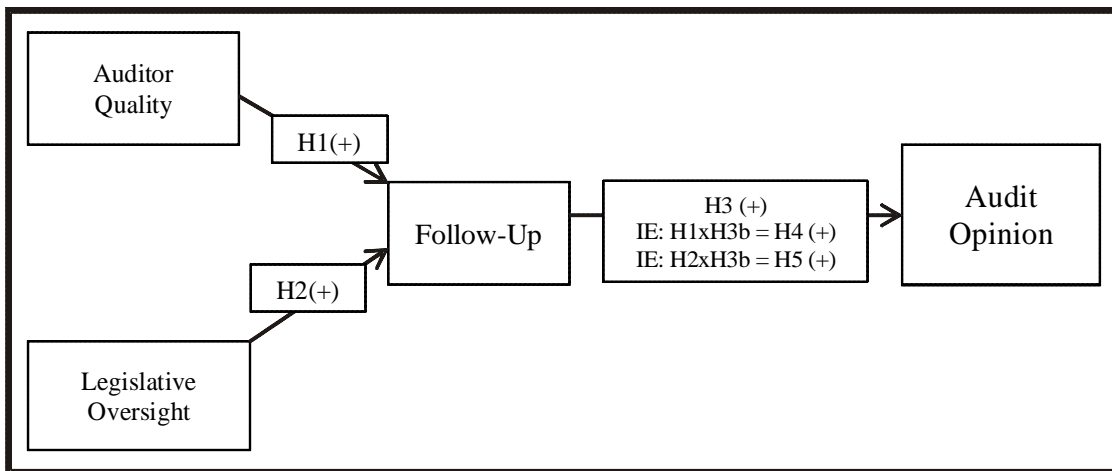 Auditor
Quality
H1(+)
Follow-Up
H2(+)
Legislative
Oversight
H3 (+)
IE: H1xH3b = H4 (+)
IE: H2xH3b = H5 (+)
Audit
Opinion